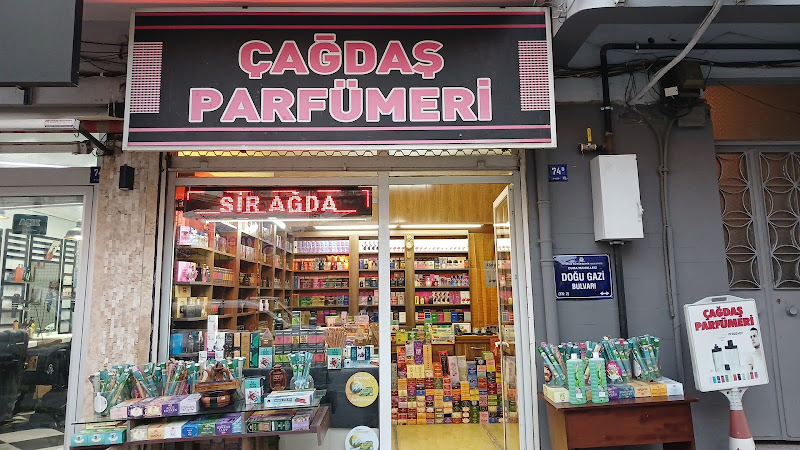 ÇAĞDAŞ
PARFÜMERİ
SİR AĞDA
74
DOĞU GAZİ
BULVARI
ÇAĞDAŞ
PARFÜMERİ